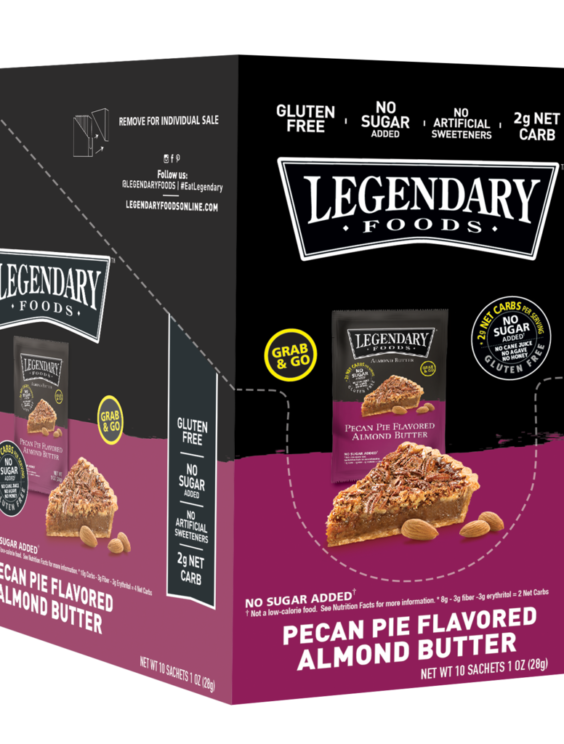 REMOVE FOR INDIVIDUAL SALE
Follow us:
@LEGENDARYFOODS | #EatLegendary
LEGENDARYFOODSONLINE.COM
LEGENDARY
• FOODS •
LEGENDARY
FOODS
GRAB
& GO
NO
SUGAR
ADDED
SUGAR ADDED
PECAN PIE FLAVORED
ALMOND BUTTER
NET WT 10 SACHETS 1 OZ (28g)
GLUTEN
FREE
NO
SUGAR
ADDED
NO
ARTIFICIAL
SWEETENERS
2g NET
CARB
GLUTEN
FREE
NO
SUGAR
ADDED
NO
ARTIFICIAL
SWEETENERS
2g NET
CARB
LEGENDARY
• FOODS •
GRAB
& GO
LEGENDARY
FOODS
ALMOND BUTTER
PECAN PIE FLAVORED
ALMOND BUTTER
2g NET CARBS PER SERVING
NO
SUGAR
ADDED†
NO CANE JUICE
NO AGAVE
NO HONEY
GLUTEN FREE
NO SUGAR ADDED†
† Not a low-calorie food. See Nutrition Facts for more information. * 8g - 3g fiber -3g erythritol = 2 Net Carbs
PECAN PIE FLAVORED
ALMOND BUTTER
NET WT 10 SACHETS 1 OZ (28g)